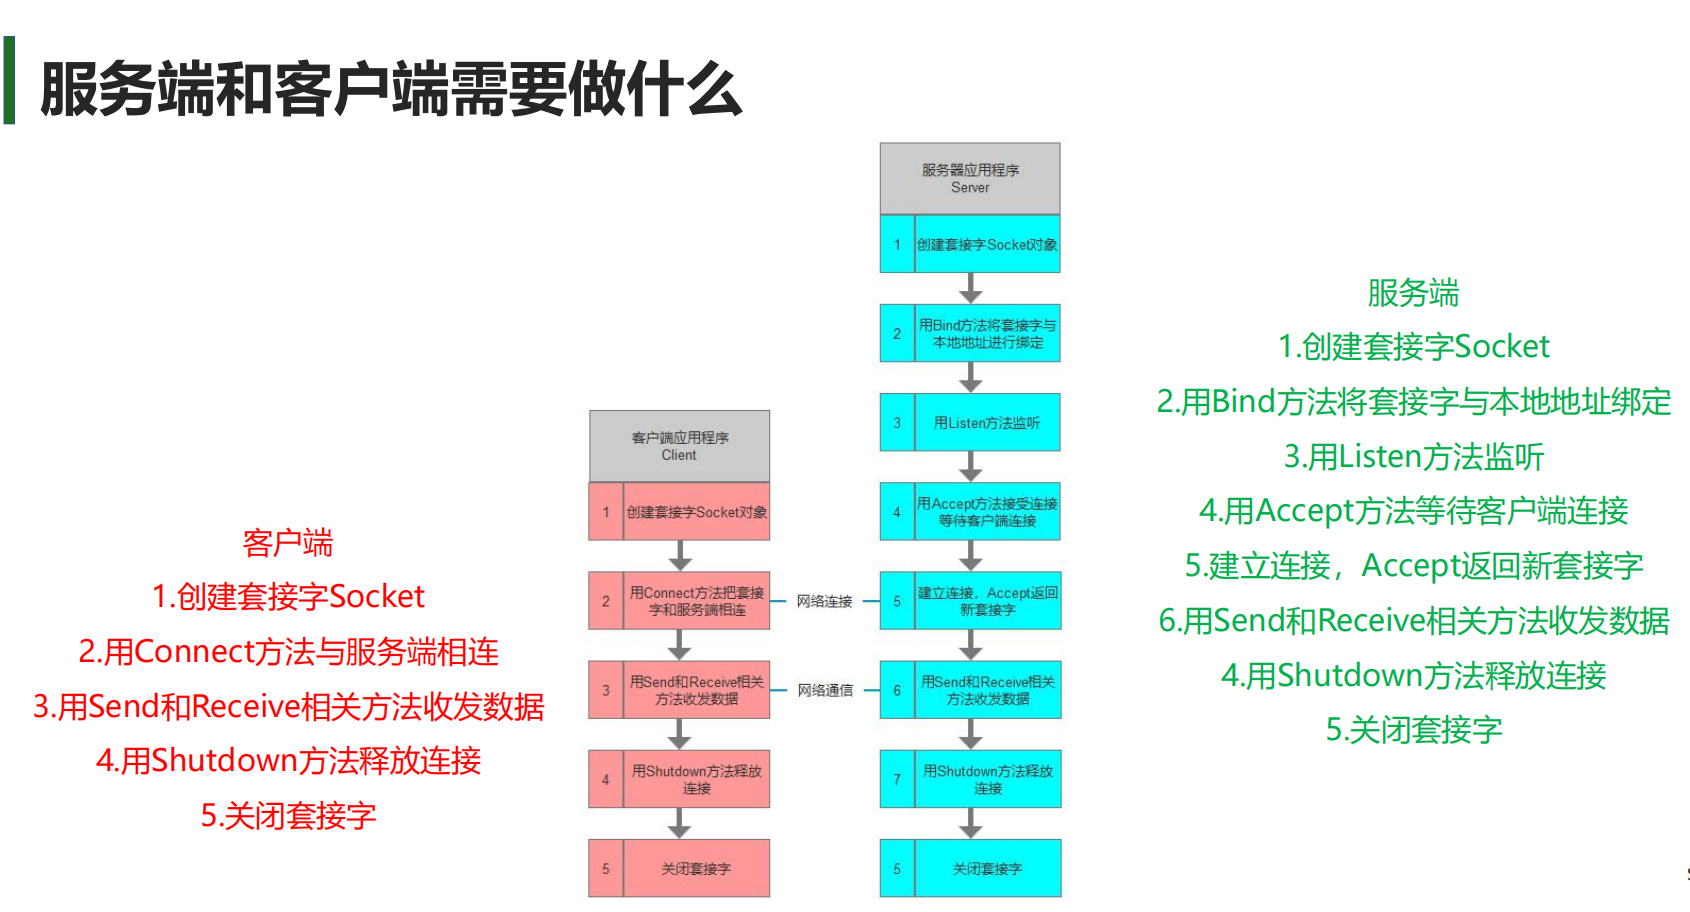 服务端和客户端需要做什么
客户端
1.创建套接字Socket
2.用Connect方法与服务端相连
3.用Send和Receive相关方法收发数据
4.用Shutdown方法释放连接
5.关闭套接字
客户端应用程序
Client
1 创建套接字Socket对象
2 用Connect方法把套接
字和服务端相连
3 用Send和Receive相关
方法收发数据
4 用Shutdown方法释放
连接
5 关闭套接字
网络连接
网络通信
服务器应用程序
Server
1 创建套接字Socket对象
2 用Bind方法将套接字与
本地地址进行绑定
3 用Listen方法监听
4 用Accept方法接受连接
等待客户端连接
5 建立连接，Accept返回
新套接字
6 用Send和Receive相关
方法收发数据
7 用Shutdown方法释放
连接
5 关闭套接字
服务端
1.创建套接字Socket
2.用Bind方法将套接字与本地地址绑定
3.用Listen方法监听
4.用Accept方法等待客户端连接
5.建立连接，Accept返回新套接字
6.用Send和Receive相关方法收发数据
4.用Shutdown方法释放连接
5.关闭套接字